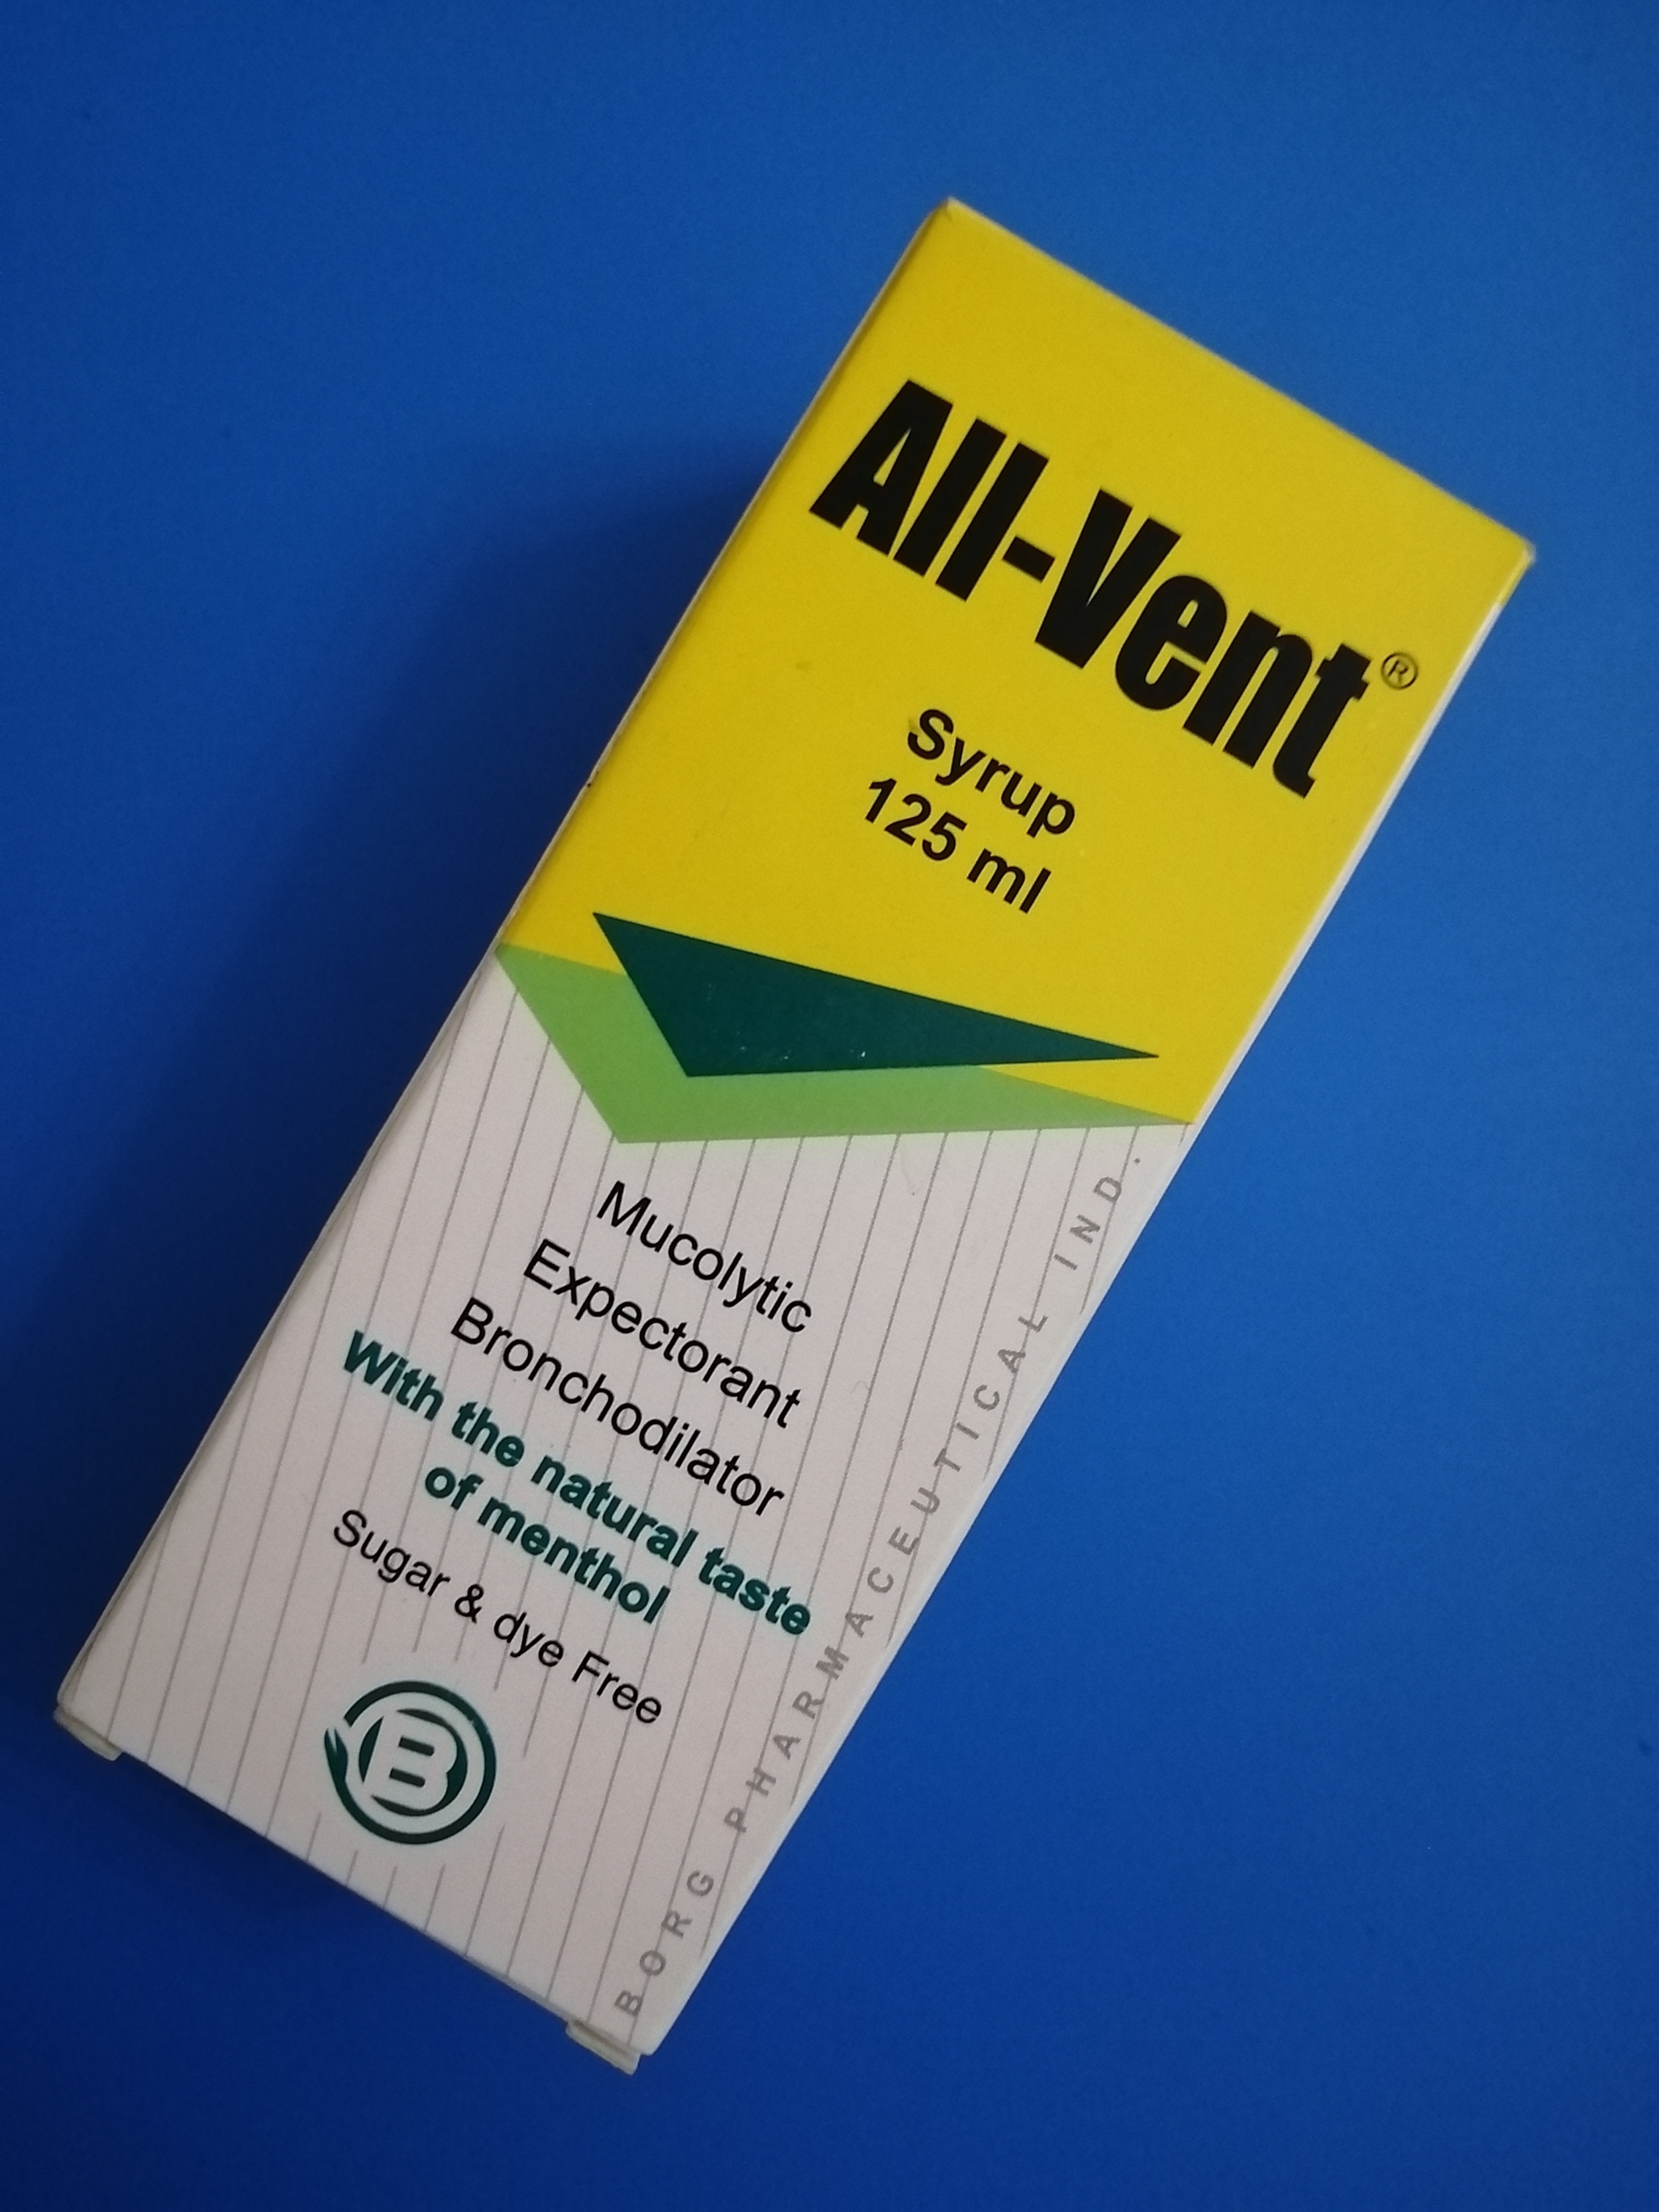 All-Vent®
Syrup
125 ml
Mucolytic
Expectorant
Bronchodilator
With the natural taste
of menthol
Sugar & dye Free
B
BORG PHARMACEUTICAL IND.